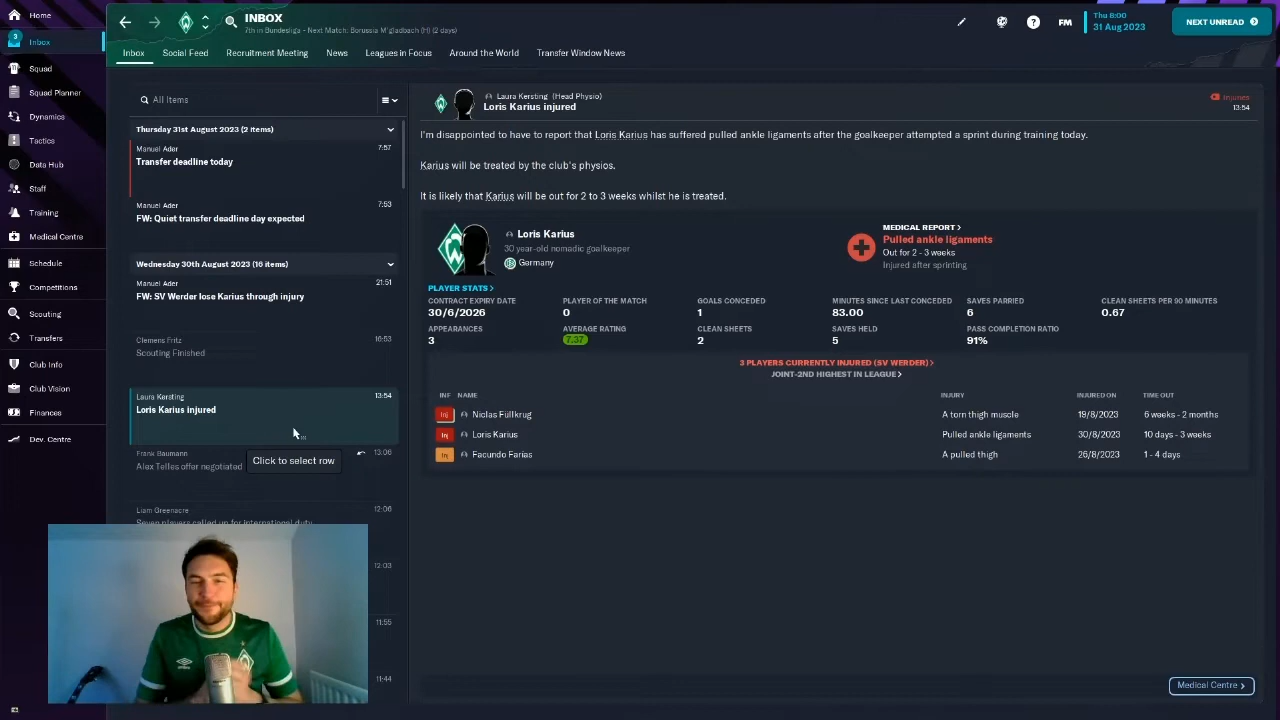 Home
3
Inbox
Squad
Squad Planner
Dynamics
Tactics
Data Hub
Staff
Training
Medical Centre
Schedule
Competitions
Scouting
Transfers
Club Info
Club Vision
Finances
Dev. Centre
INBOX
7th in Bundesliga - Next Match: Borussia M'gladbach (H) (2 days)
FM
Thu 8:00
31 Aug 2023
NEXT UNREAD
Inbox Social Feed Recruitment Meeting News Leagues in Focus Around the World Transfer Window News
All Items
Thursday 31st August 2023 (2 items)
Manuel Ader 7:57
Transfer deadline today
Manuel Ader 7:53
FW: Quiet transfer deadline day expected
Wednesday 30th August 2023 (16 items)
Manuel Ader 21:51
FW: SV Werder lose Karius through injury
Clemens Fritz 16:53
Scouting Finished
Laura Kersting 13:54
Loris Karius injured
Frank Baumann 13:06
Alex Telles offer negotiated
Click to select row
Liam Greenacre 12:06
Seven players called up for international duty
12:03
11:55
11:44
Laura Kersting (Head Physio)
Loris Karius injured
Injuries
13:54
I'm disappointed to have to report that Loris Karius has suffered pulled ankle ligaments after the goalkeeper attempted a sprint during training today.
Karius will be treated by the club's physios.
It is likely that Karius will be out for 2 to 3 weeks whilst he is treated.
Loris Karius
30 year-old nomadic goalkeeper
Germany
MEDICAL REPORT >
Pulled ankle ligaments
Out for 2 - 3 weeks
Injured after sprinting
PLAYER STATS >
CONTRACT EXPIRY DATE PLAYER OF THE MATCH GOALS CONCEDED MINUTES SINCE LAST CONCEDED SAVES PARRIED CLEAN SHEETS PER 90 MINUTES
30/6/2026 0 1 83.00 6 0.67
APPEARANCES AVERAGE RATING CLEAN SHEETS SAVES HELD PASS COMPLETION RATIO
3 7.37 2 5 91%
3 PLAYERS CURRENTLY INJURED (SV WERDER) >
JOINT-2ND HIGHEST IN LEAGUE >
INF NAME INJURY INJURED ON TIME OUT
Inj Niclas Füllkrug A torn thigh muscle 19/8/2023 6 weeks - 2 months
Inj Loris Karius Pulled ankle ligaments 30/8/2023 10 days - 3 weeks
Inj Facundo Farías A pulled thigh 26/8/2023 1 - 4 days
Medical Centre >